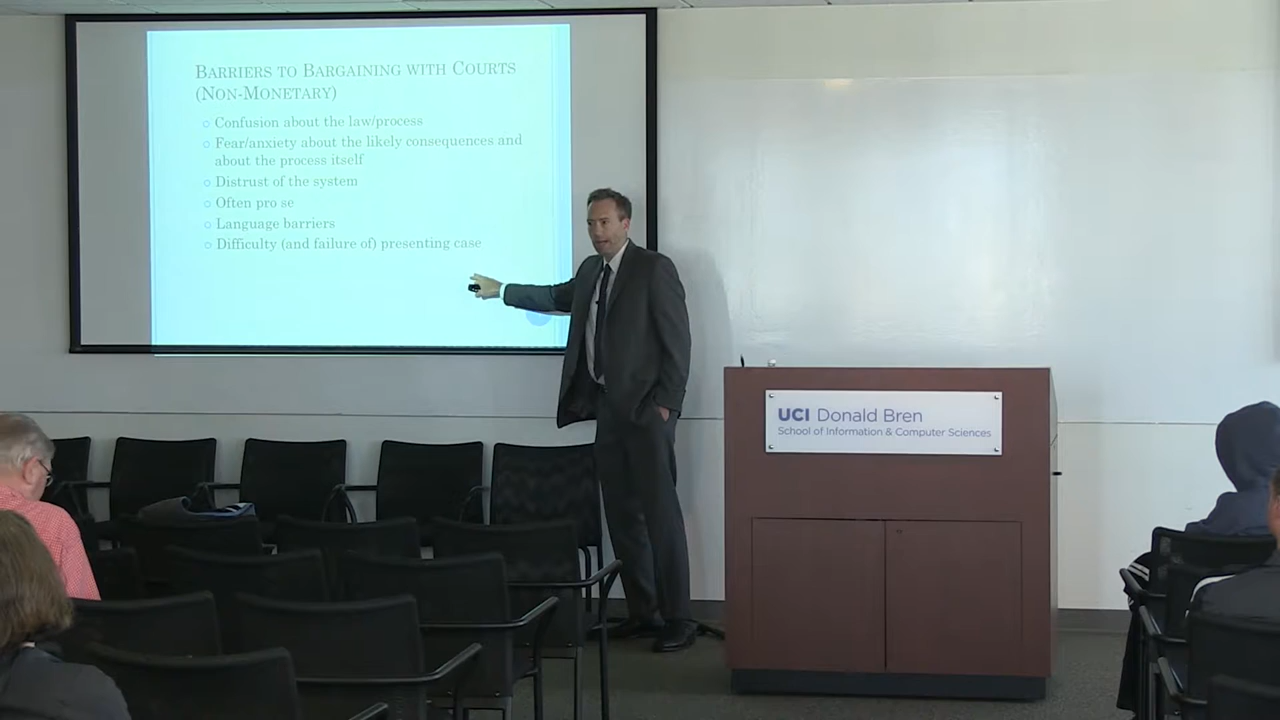 BARRIERS TO BARGAINING WITH COURTS
(NON-MONETARY)
Confusion about the law/process
Fear/anxiety about the likely consequences and
about the process itself
Distrust of the system
Often pro se
Language barriers
Difficulty (and failure of) presenting case
UCI Donald Bren
School of Information & Computer Sciences